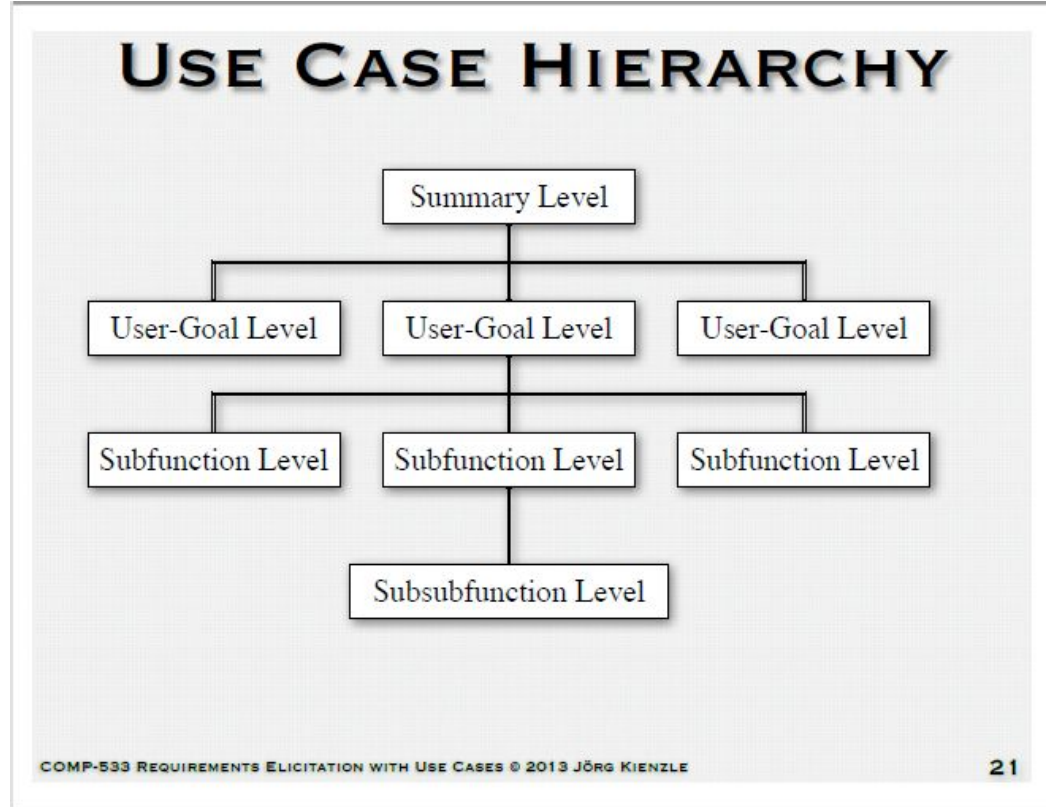 USE CASE HIERARCHY
Summary Level
User-Goal Level User-Goal Level User-Goal Level
Subfunction Level Subfunction Level Subfunction Level
Subsubfunction Level
COMP-533 REQUIREMENTS ELICITATION WITH USE CASES © 2013 JÖRG KIENZLE 21